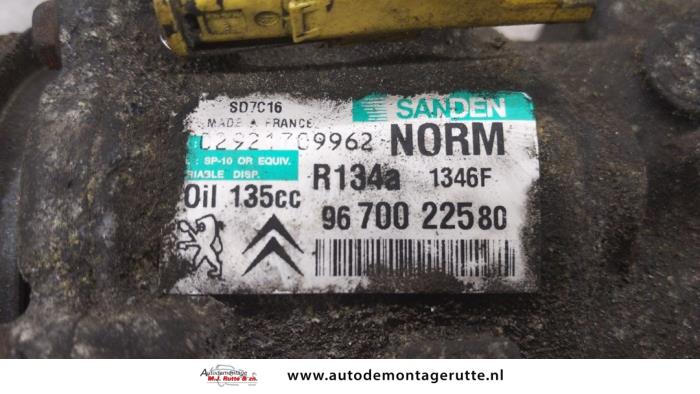 SD7C16
SANDEN
MADE FRANCE
C2921709962
NORM
: SP-10 OR EQUIV.
RIABLE DISP.
Oil 135cc
R134a 1346F
96 700 225 80
Autodemontage
M.J. Rutte & zn.
www.autodemontagerutte.nl